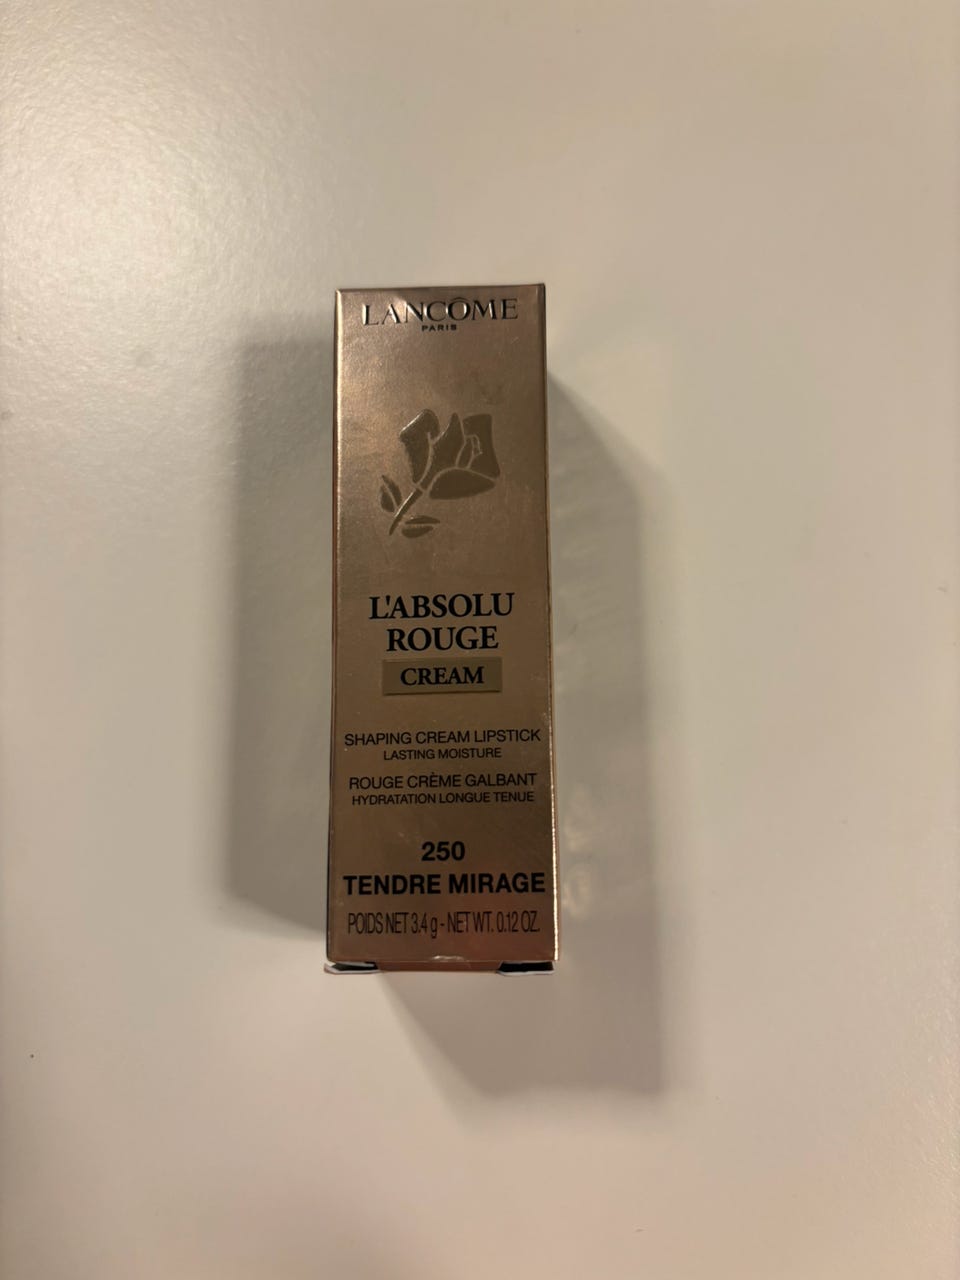 LANCÔME
PARIS
L'ABSOLU
ROUGE
CREAM
SHAPING CREAM LIPSTICK
LASTING MOISTURE
ROUGE CRÈME GALBANT
HYDRATATION LONGUE TENUE
250
TENDRE MIRAGE
POIDS NET 3.4 g - NET WT. 0.12 OZ.